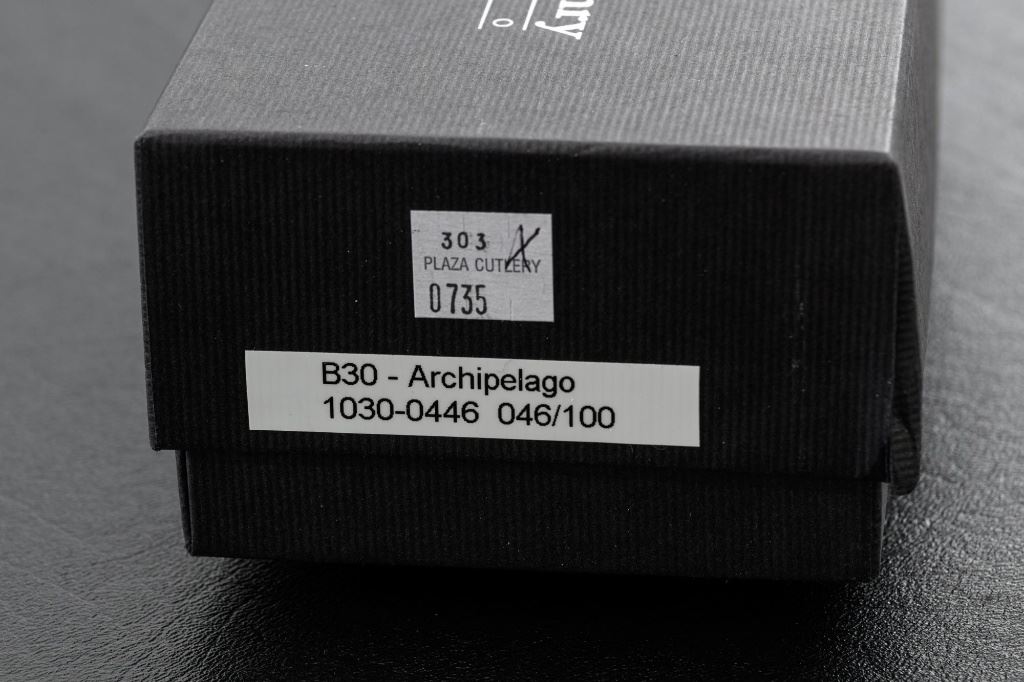 303 X
PLAZA CUTLERY
0735
B30 - Archipelago
1030-0446 046/100